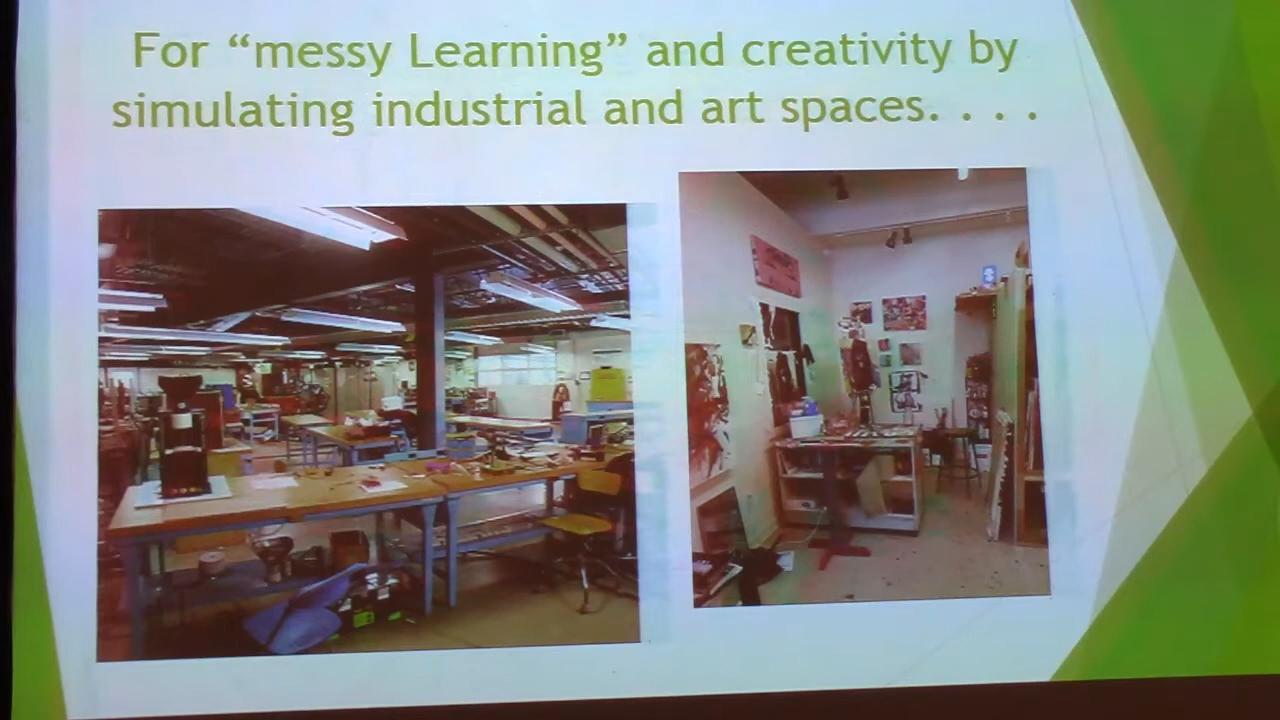 For “messy Learning” and creativity by
simulating industrial and art spaces. . . .